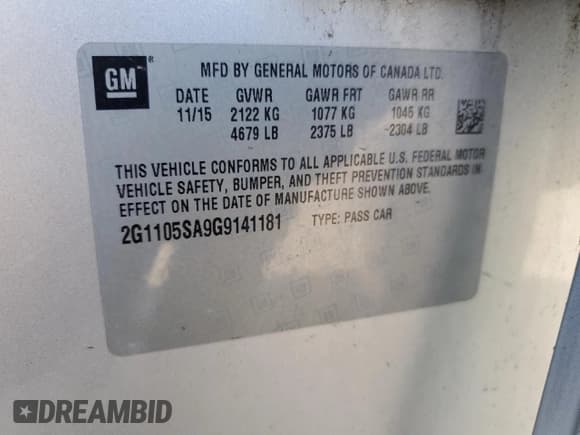 GM ®
MFD BY GENERAL MOTORS OF CANADA LTD.
DATE GVWR GAWR FRT GAWR RR
11/15 2122 KG 1077 KG 1045 KG
4679 LB 2375 LB 2304 LB
THIS VEHICLE CONFORMS TO ALL APPLICABLE U.S. FEDERAL MOTOR
VEHICLE SAFETY, BUMPER, AND THEFT PREVENTION STANDARDS IN
EFFECT ON THE DATE OF MANUFACTURE SHOWN ABOVE.
2G1105SA9G9141181 TYPE: PASS CAR
DREAMBID